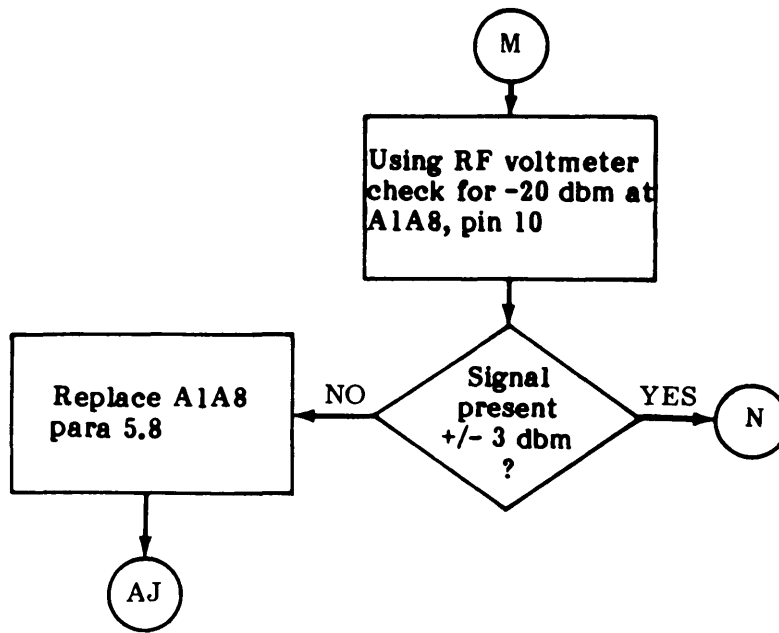 M
Using RF voltmeter
check for -20 dbm at
A1A8, pin 10
Signal
present
+/- 3 dbm
?
NO
YES
Replace A1A8
para 5.8
N
AJ